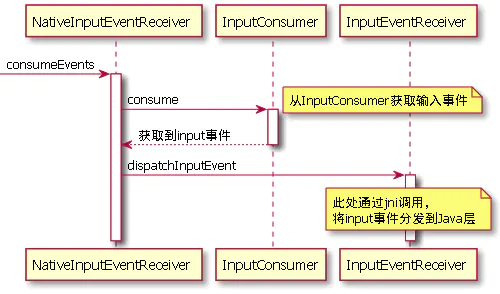 NativeInputEventReceiver
InputConsumer
InputEventReceiver
consumeEvents
consume
从InputConsumer获取输入事件
获取到input事件
dispatchInputEvent
此处通过jni调用，
将input事件分发到Java层
NativeInputEventReceiver
InputConsumer
InputEventReceiver